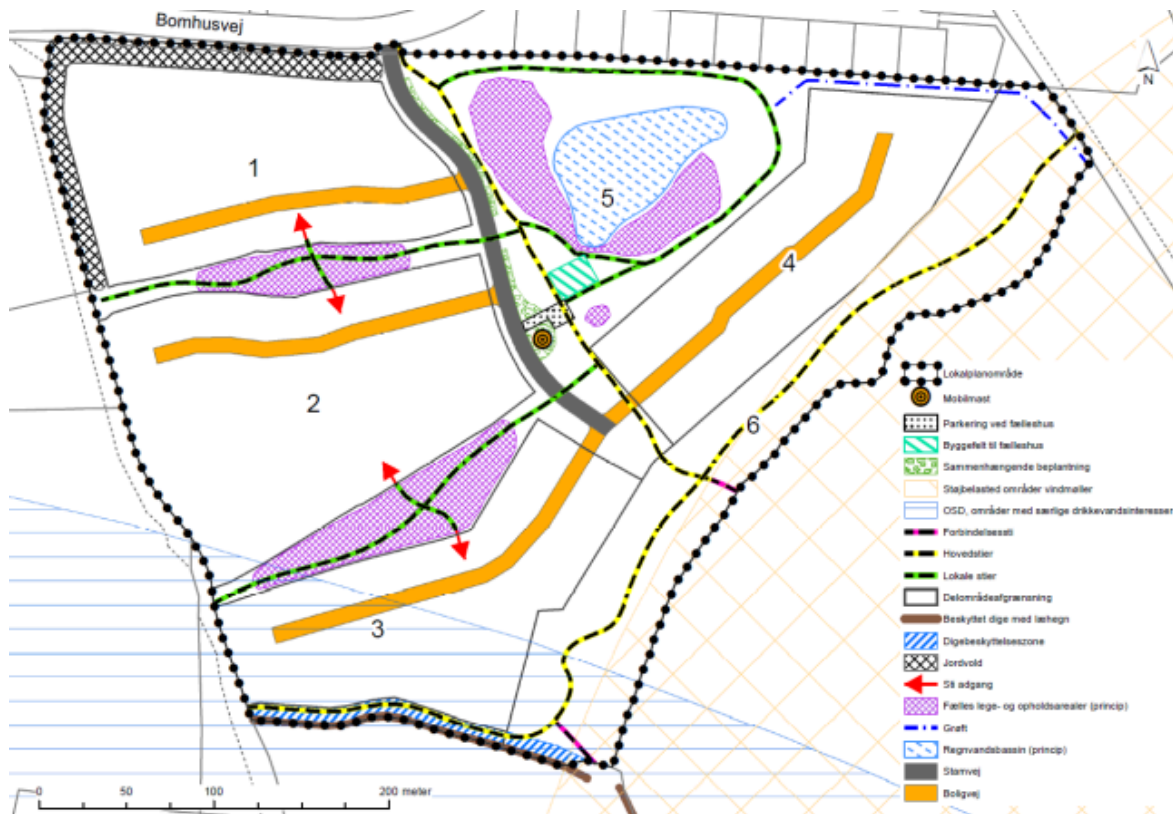 Bomhusvej
N
1
5
4
2
6
3
Lokalplanområde
Mobilmast
Parkering ved fælleshus
Byggefelt til fælleshus
Sammenhængende beplantning
Støjbelasted områder vindmøller
OSD, områder med særlige drikkevandsinteresser
Forbindelsessti
Hovedstier
Lokale stier
Delområdeafgrænsning
Beskyttet dige med læhegn
Digebeskyttelseszone
Jordvold
Sti adgang
Fælles lege- og opholdsarealer (princip)
Grøft
Regnvandsbassin (princip)
Stamvej
Boligvej
0 50 100 200 meter